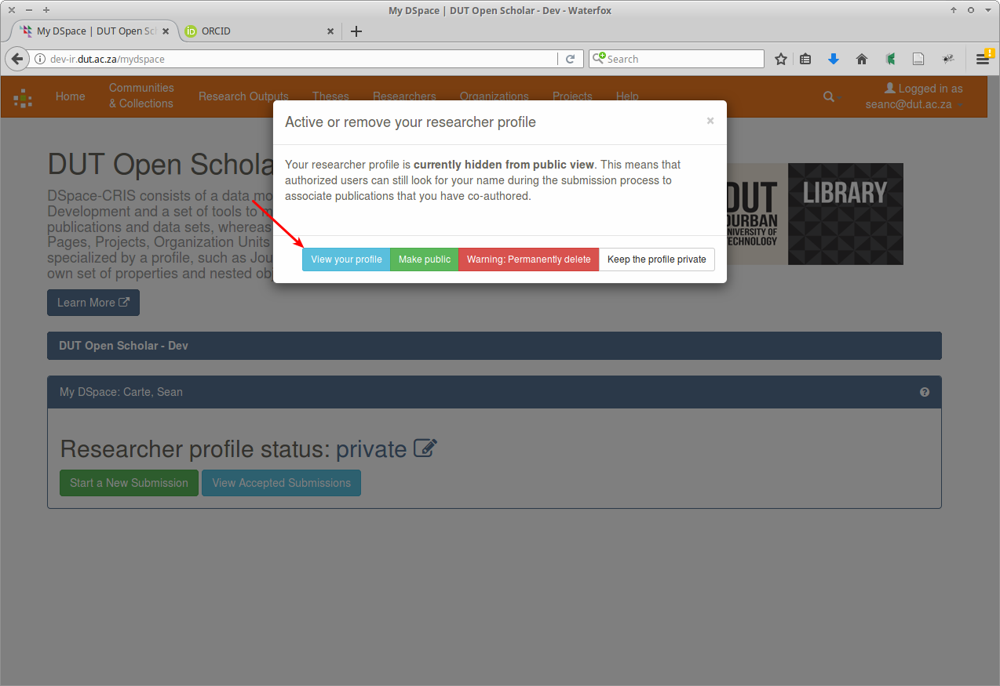 My DSpace | DUT Open Scholar - Dev - Waterfox
My DSpace | DUT Open Sch
ORCID
dev-ir.dut.ac.za/mydspace
Search
Home
Communities
& Collections
Research Outputs
Theses
Researchers
Organizations
Projects
Help
Logged in as
seanc@dut.ac.za
Active or remove your researcher profile
×
Your researcher profile is currently hidden from public view. This means that
authorized users can still look for your name during the submission process to
associate publications that you have co-authored.
View your profile
Make public
Warning: Permanently delete
Keep the profile private
DUT Open Schola
DSpace-CRIS consists of a data mo
Development and a set of tools to m
publications and data sets, whereas
Pages, Projects, Organization Units
specialized by a profile, such as Jou
own set of properties and nested ob
Learn More
DUT
DURBAN
UNIVERSITY OF
TECHNOLOGY
LIBRARY
DUT Open Scholar - Dev
My DSpace: Carte, Sean
Researcher profile status: private
Start a New Submission
View Accepted Submissions